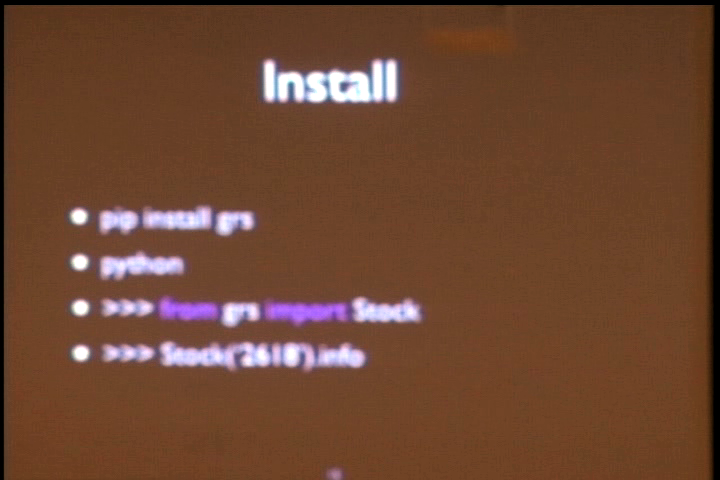 Install
pip install grs
python
>>> from grs import Stock
>>> Stock('2618').info